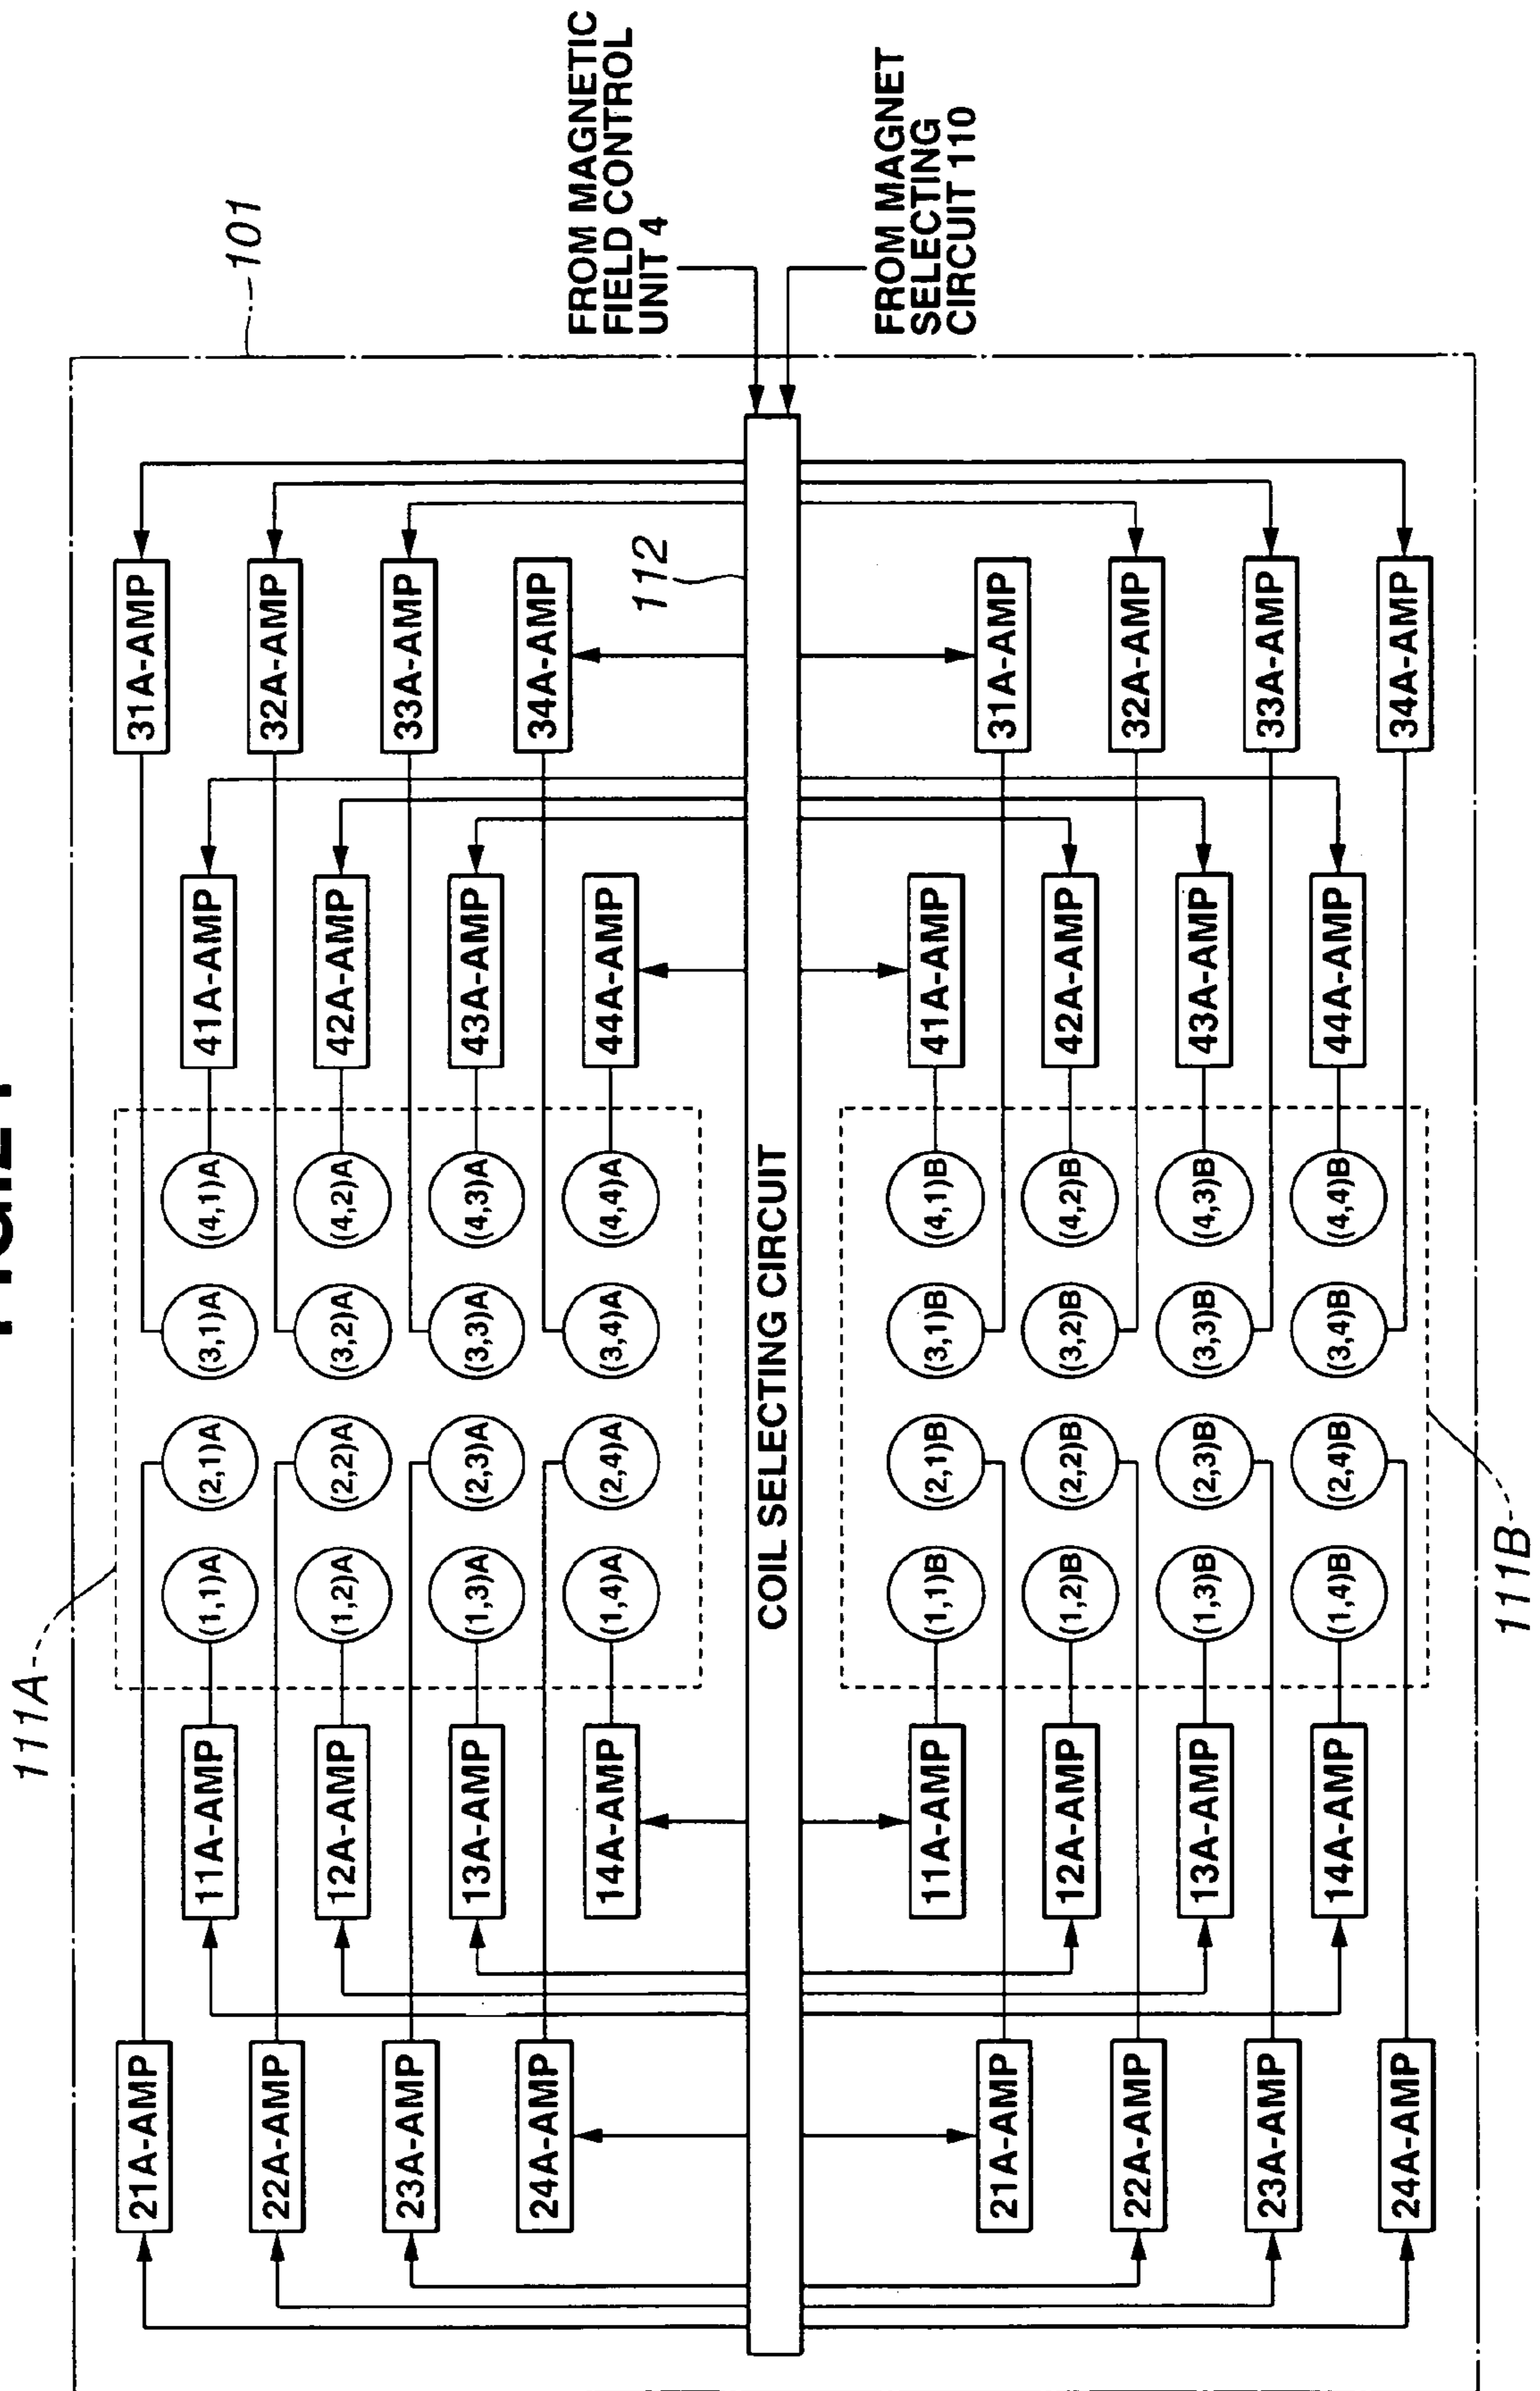 111A
21A-AMP
31A-AMP
11A-AMP
(1,1)A
(2,1)A
(3,1)A
(4,1)A
41A-AMP
101
22A-AMP
32A-AMP
12A-AMP
(1,2)A
(2,2)A
(3,2)A
(4,2)A
42A-AMP
23A-AMP
33A-AMP
13A-AMP
(1,3)A
(2,3)A
(3,3)A
(4,3)A
43A-AMP
24A-AMP
34A-AMP
14A-AMP
(1,4)A
(2,4)A
(3,4)A
(4,4)A
44A-AMP
112
FROM MAGNETIC
FIELD CONTROL
UNIT 4
COIL SELECTING CIRCUIT
FROM MAGNET
SELECTING
CIRCUIT 110
11A-AMP
(1,1)B
(2,1)B
(3,1)B
(4,1)B
41A-AMP
21A-AMP
31A-AMP
12A-AMP
(1,2)B
(2,2)B
(3,2)B
(4,2)B
42A-AMP
22A-AMP
32A-AMP
13A-AMP
(1,3)B
(2,3)B
(3,3)B
(4,3)B
43A-AMP
23A-AMP
33A-AMP
14A-AMP
(1,4)B
(2,4)B
(3,4)B
(4,4)B
44A-AMP
24A-AMP
34A-AMP
111B